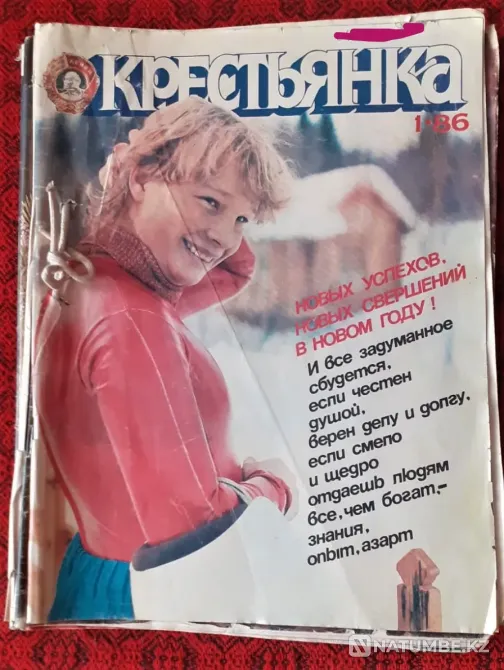 КРЕСТЬЯНКА
1·86
НОВЫХ УСПЕХОВ,
НОВЫХ СВЕРШЕНИЙ
В НОВОМ ГОДУ!
И все задуманное
сбудется,
если честен
душой,
верен делу и долгу,
если смело
и щедро
отдаешь людям
все, чем богат,–
знания,
опыт, азарт
NATUMBE.KZ